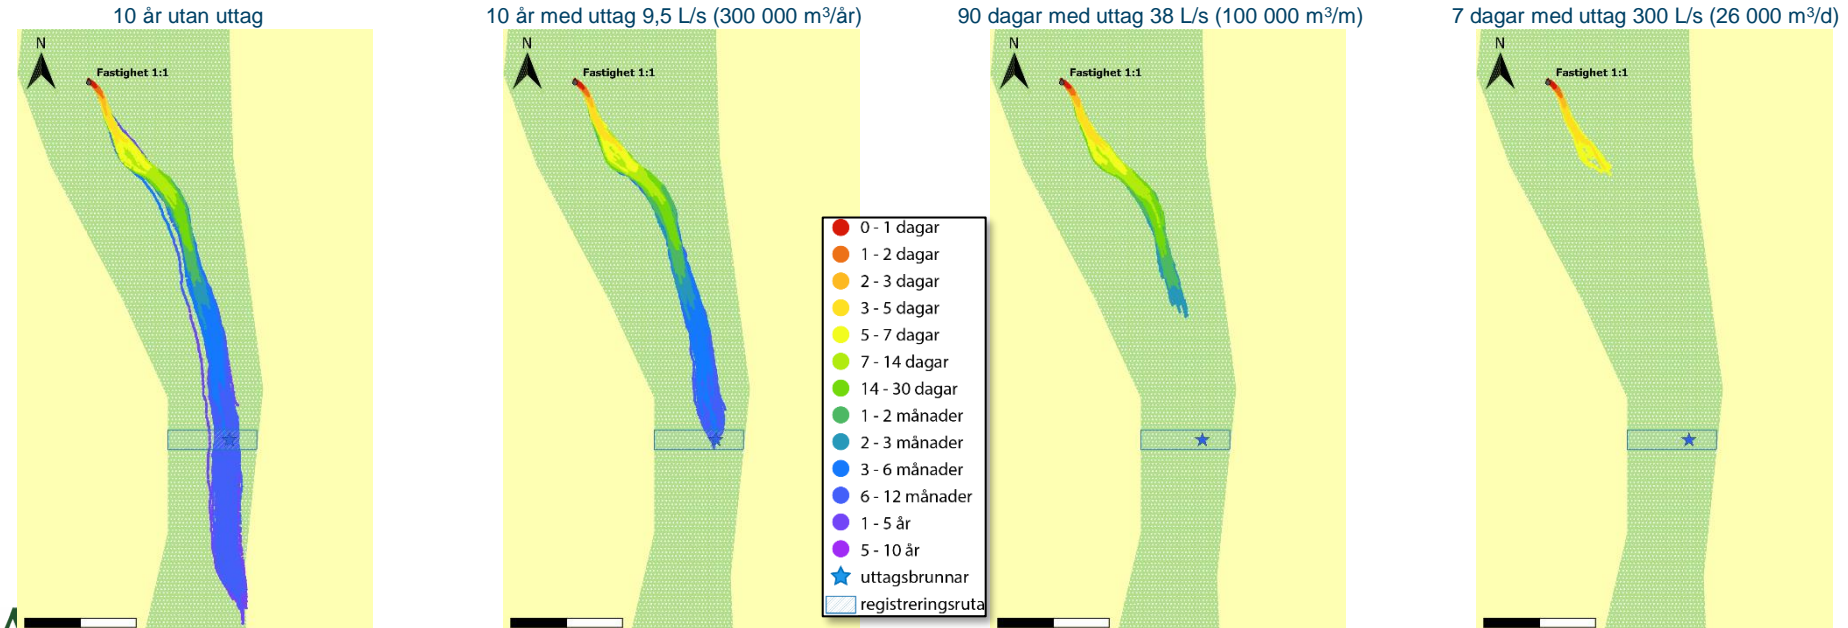 10 år utan uttag
10 år med uttag 9,5 L/s (300 000 m³/år)
90 dagar med uttag 38 L/s (100 000 m³/m)
7 dagar med uttag 300 L/s (26 000 m³/d)
N
Fastighet 1:1
N
Fastighet 1:1
N
Fastighet 1:1
N
Fastighet 1:1
0 - 1 dagar
1 - 2 dagar
2 - 3 dagar
3 - 5 dagar
5 - 7 dagar
7 - 14 dagar
14 - 30 dagar
1 - 2 månader
2 - 3 månader
3 - 6 månader
6 - 12 månader
1 - 5 år
5 - 10 år
uttagsbrunnar
registreringsruta